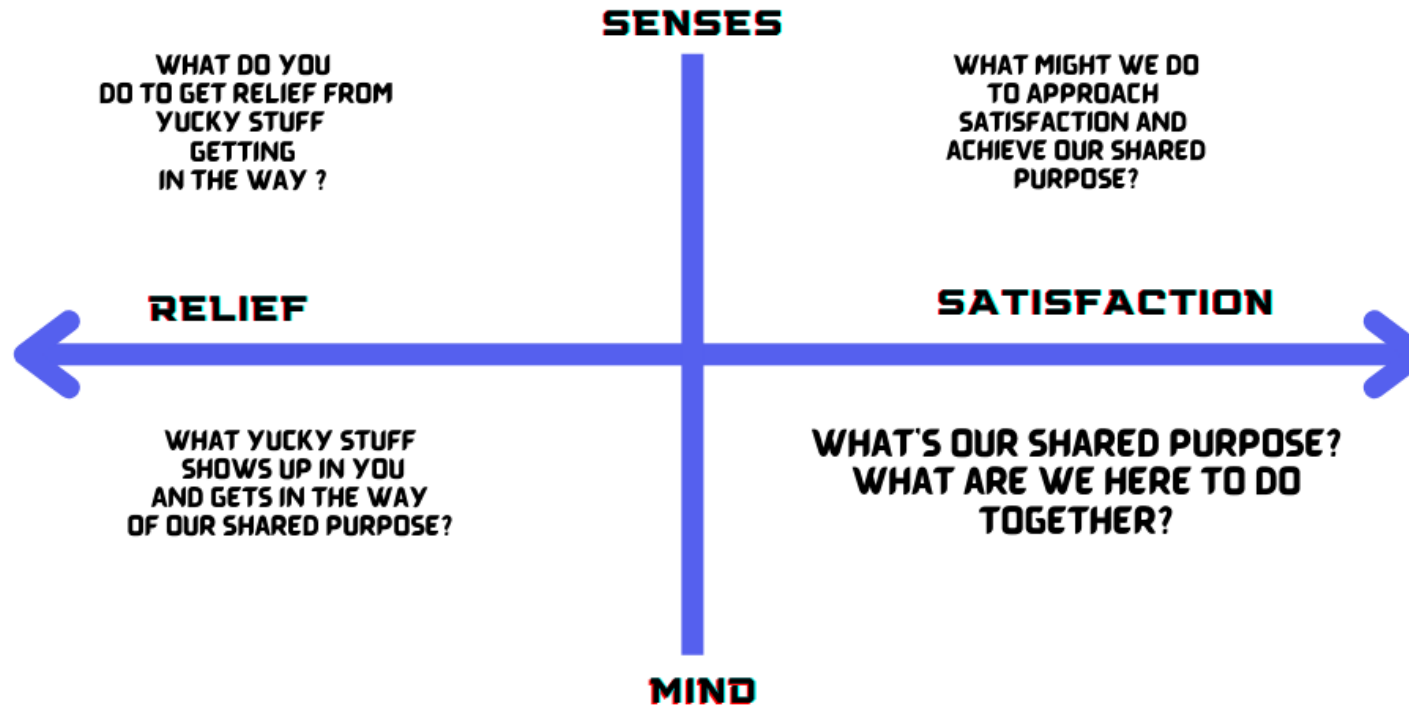 SENSES
WHAT DO YOU
DO TO GET RELIEF FROM
YUCKY STUFF
GETTING
IN THE WAY ?
WHAT MIGHT WE DO
TO APPROACH
SATISFACTION AND
ACHIEVE OUR SHARED
PURPOSE?
RELIEF
SATISFACTION
WHAT YUCKY STUFF
SHOWS UP IN YOU
AND GETS IN THE WAY
OF OUR SHARED PURPOSE?
WHAT'S OUR SHARED PURPOSE?
WHAT ARE WE HERE TO DO
TOGETHER?
MIND